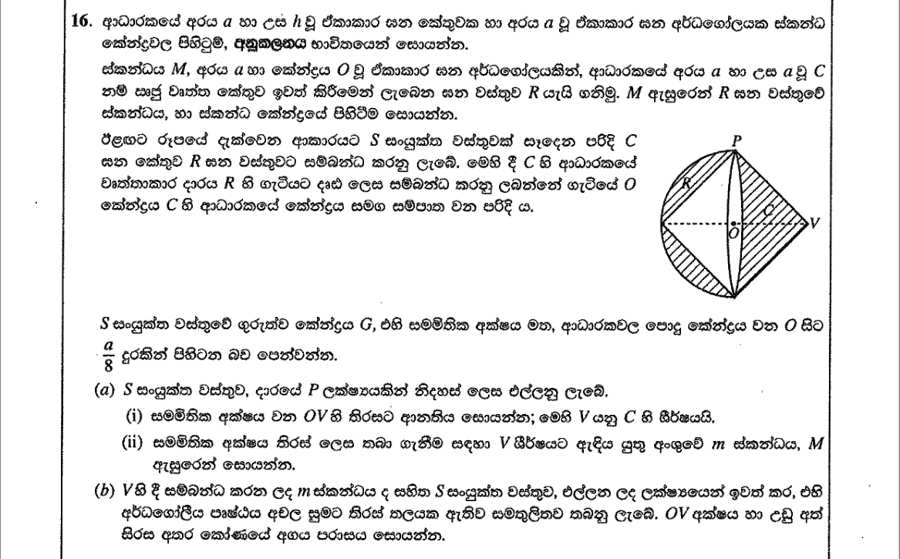 16. ආධාරකයේ අරය a හා උස h වූ ඒකාකාර ඝන කේතුවක හා අරය a වූ ඒකාකාර ඝන අර්ධගෝලයක ස්කන්ධ
කේන්ද්‍රවල පිහිටුම්, අනුකලනය භාවිතයෙන් සොයන්න.
ස්කන්ධය M, අරය a හා කේන්ද්‍රය O වූ ඒකාකාර ඝන අර්ධගෝලයකින්, ආධාරකයේ අරය a හා උස a වූ C
නම් ඍජු වෘත්ත කේතුව ඉවත් කිරීමෙන් ලැබෙන ඝන වස්තුව R යැයි ගනිමු. M ඇසුරෙන් R ඝන වස්තුවේ
ස්කන්ධය, හා ස්කන්ධ කේන්ද්‍රයේ පිහිටීම සොයන්න.
ඊළඟට රූපයේ දැක්වෙන ආකාරයට S සංයුක්ත වස්තුවක් සෑදෙන පරිදි C
ඝන කේතුව R ඝන වස්තුවට සම්බන්ධ කරනු ලැබේ. මෙහි දී C හි ආධාරකයේ
වෘත්තාකාර දාරය R හි ගැටියට දෘඪ ලෙස සම්බන්ධ කරනු ලබන්නේ ගැටියේ O
කේන්ද්‍රය C හි ආධාරකයේ කේන්ද්‍රය සමග සම්පාත වන පරිදි ය.
P
R
C
O
V
S සංයුක්ත වස්තුවේ ගුරුත්ව කේන්ද්‍රය G, එහි සමමිතික අක්ෂය මත, ආධාරකවල පොදු කේන්ද්‍රය වන O සිට
a/8 දුරකින් පිහිටන බව පෙන්වන්න.
(a) S සංයුක්ත වස්තුව, දාරයේ P ලක්ෂ්‍යයකින් නිදහස් ලෙස එල්ලනු ලැබේ.
(i) සමමිතික අක්ෂය වන OV හි තිරසට ආනතිය සොයන්න; මෙහි V යනු C හි ශීර්ෂයයි.
(ii) සමමිතික අක්ෂය තිරස් ලෙස තබා ගැනීම සඳහා V ශීර්ෂයට ඇඳිය යුතු අංශුවේ m ස්කන්ධය, M
ඇසුරෙන් සොයන්න.
(b) V හි දී සම්බන්ධ කරන ලද m ස්කන්ධය ද සහිත S සංයුක්ත වස්තුව, එල්ලන ලද ලක්ෂ්‍යයෙන් ඉවත් කර, එහි
අර්ධගෝලීය පෘෂ්ඨය අචල සුමට තිරස් තලයක ඇතිව සමතුලිතව තබනු ලැබේ. OV අක්ෂය හා උඩු අත්
සිරස අතර කෝණයේ අගය පරාසය සොයන්න.